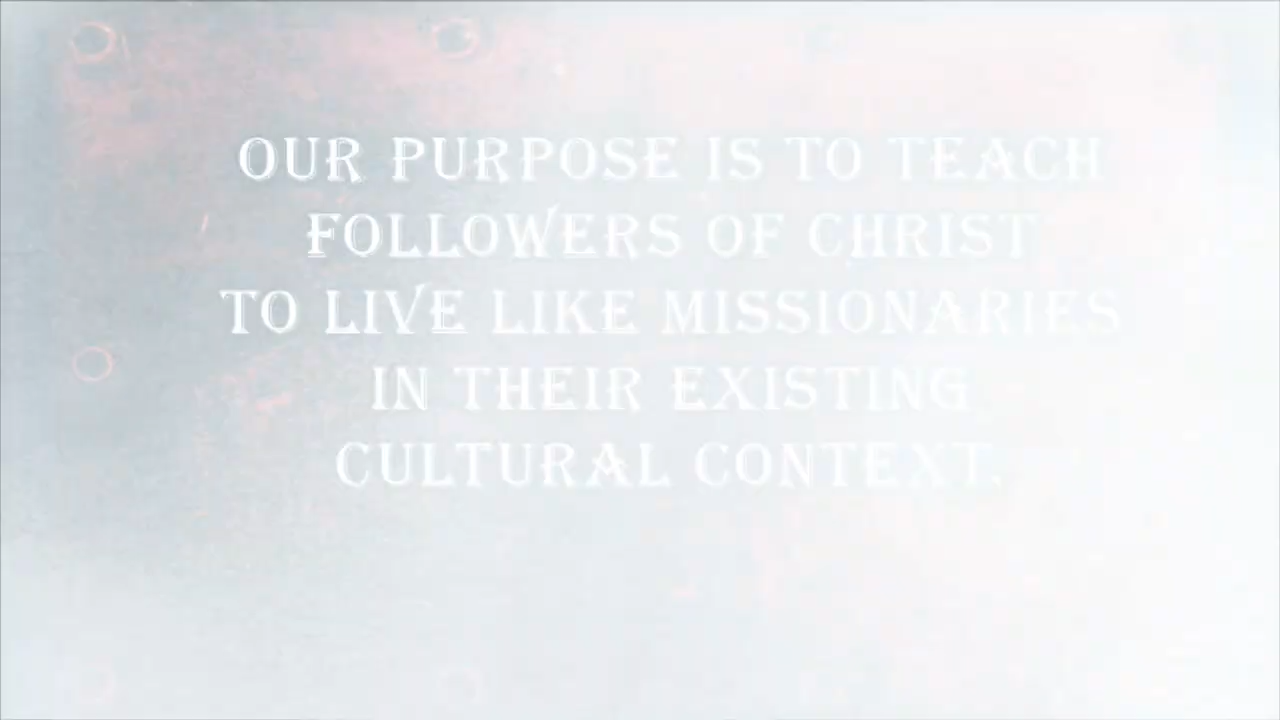 OUR PURPOSE IS TO TEACH
FOLLOWERS OF CHRIST
TO LIVE LIKE MISSIONARIES
IN THEIR EXISTING
CULTURAL CONTEXT.